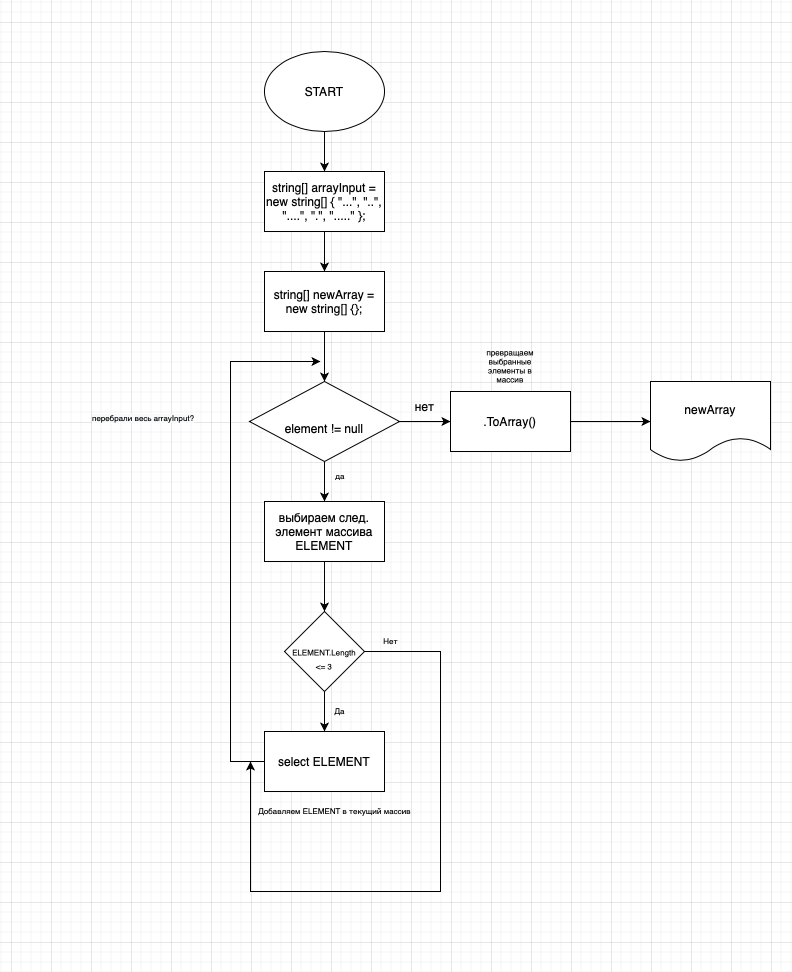 START
string[] arrayInput =
new string[] { "...", "..",
"....", ".", "....." };
string[] newArray =
new string[] {};
превращаем
выбранные
элементы в
массив
перебрали весь arrayInput?
element != null
нет
.ToArray()
newArray
да
выбираем след.
элемент массива
ELEMENT
Нет
ELEMENT.Length
<= 3
Да
select ELEMENT
Добавляем ELEMENT в текущий массив